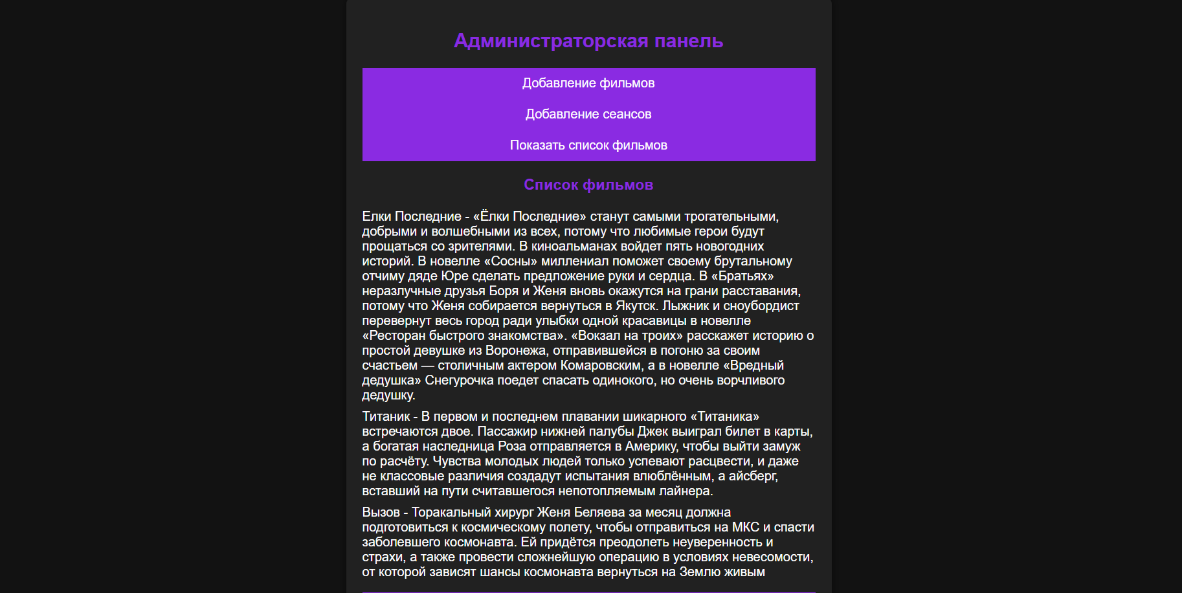 Администраторская панель
Добавление фильмов
Добавление сеансов
Показать список фильмов
Список фильмов
Елки Последние - «Ёлки Последние» станут самыми трогательными,
добрыми и волшебными из всех, потому что любимые герои будут
прощаться со зрителями. В киноальманах войдет пять новогодних
историй. В новелле «Сосны» миллениал поможет своему брутальному
отчиму дяде Юре сделать предложение руки и сердца. В «Братьях»
неразлучные друзья Боря и Женя вновь окажутся на грани расставания,
потому что Женя собирается вернуться в Якутск. Лыжник и сноубордист
перевернут весь город ради улыбки одной красавицы в новелле
«Ресторан быстрого знакомства». «Вокзал на троих» расскажет историю о
простой девушке из Воронежа, отправившейся в погоню за своим
счастьем — столичным актером Комаровским, а в новелле «Вредный
дедушка» Снегурочка поедет спасать одинокого, но очень ворчливого
дедушку.
Титаник - В первом и последнем плавании шикарного «Титаника»
встречаются двое. Пассажир нижней палубы Джек выиграл билет в карты,
а богатая наследница Роза отправляется в Америку, чтобы выйти замуж
по расчёту. Чувства молодых людей только успевают расцвести, и даже
не классовые различия создадут испытания влюблённым, а айсберг,
вставший на пути считавшегося непотопляемым лайнера.
Вызов - Торакальный хирург Женя Беляева за месяц должна
подготовиться к космическому полету, чтобы отправиться на МКС и спасти
заболевшего космонавта. Ей придётся преодолеть неуверенность и
страхи, а также провести сложнейшую операцию в условиях невесомости,
от которой зависят шансы космонавта вернуться на Землю живым